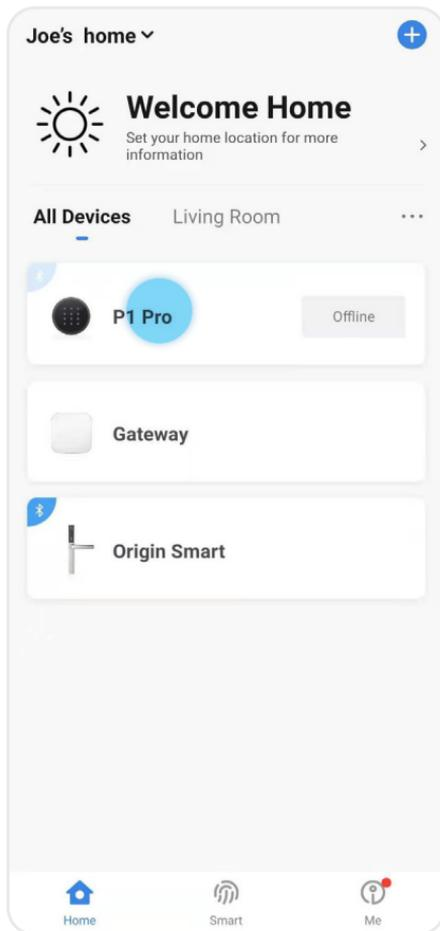 Joe's home
Welcome Home
Set your home location for more
information
All Devices
Living Room
P1 Pro
Offline
Gateway
Origin Smart
Home
Smart
Me